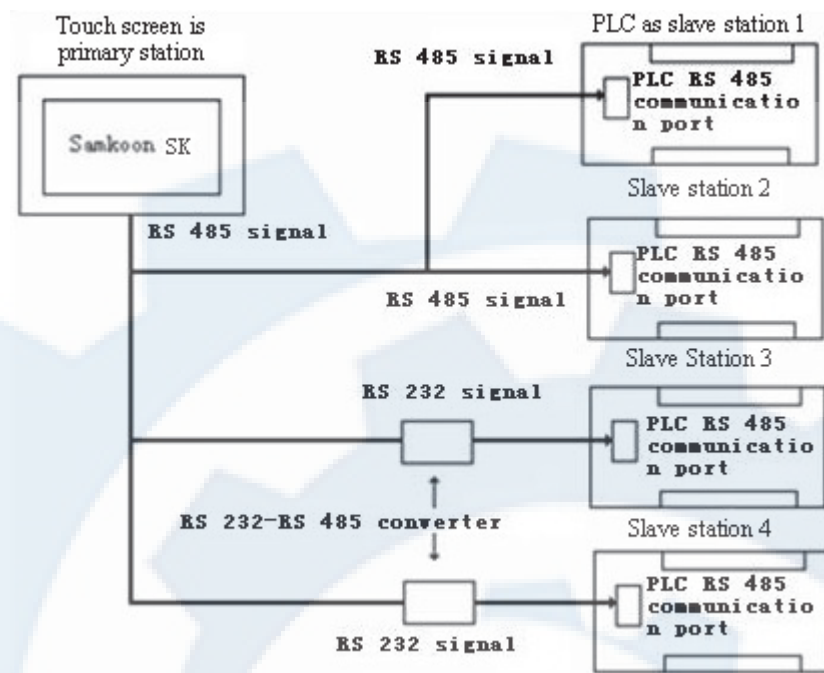 Touch screen is
primary station
Samkoon SK
RS 485 signal
PLC as slave station 1
RS 485 signal
PLC RS 485
communicatio
n port
Slave station 2
PLC RS 485
communicatio
n port
RS 485 signal
Slave Station 3
RS 232 signal
PLC RS 485
communicatio
n port
RS 232-RS 485 converter
Slave station 4
PLC RS 485
communicatio
n port
RS 232 signal